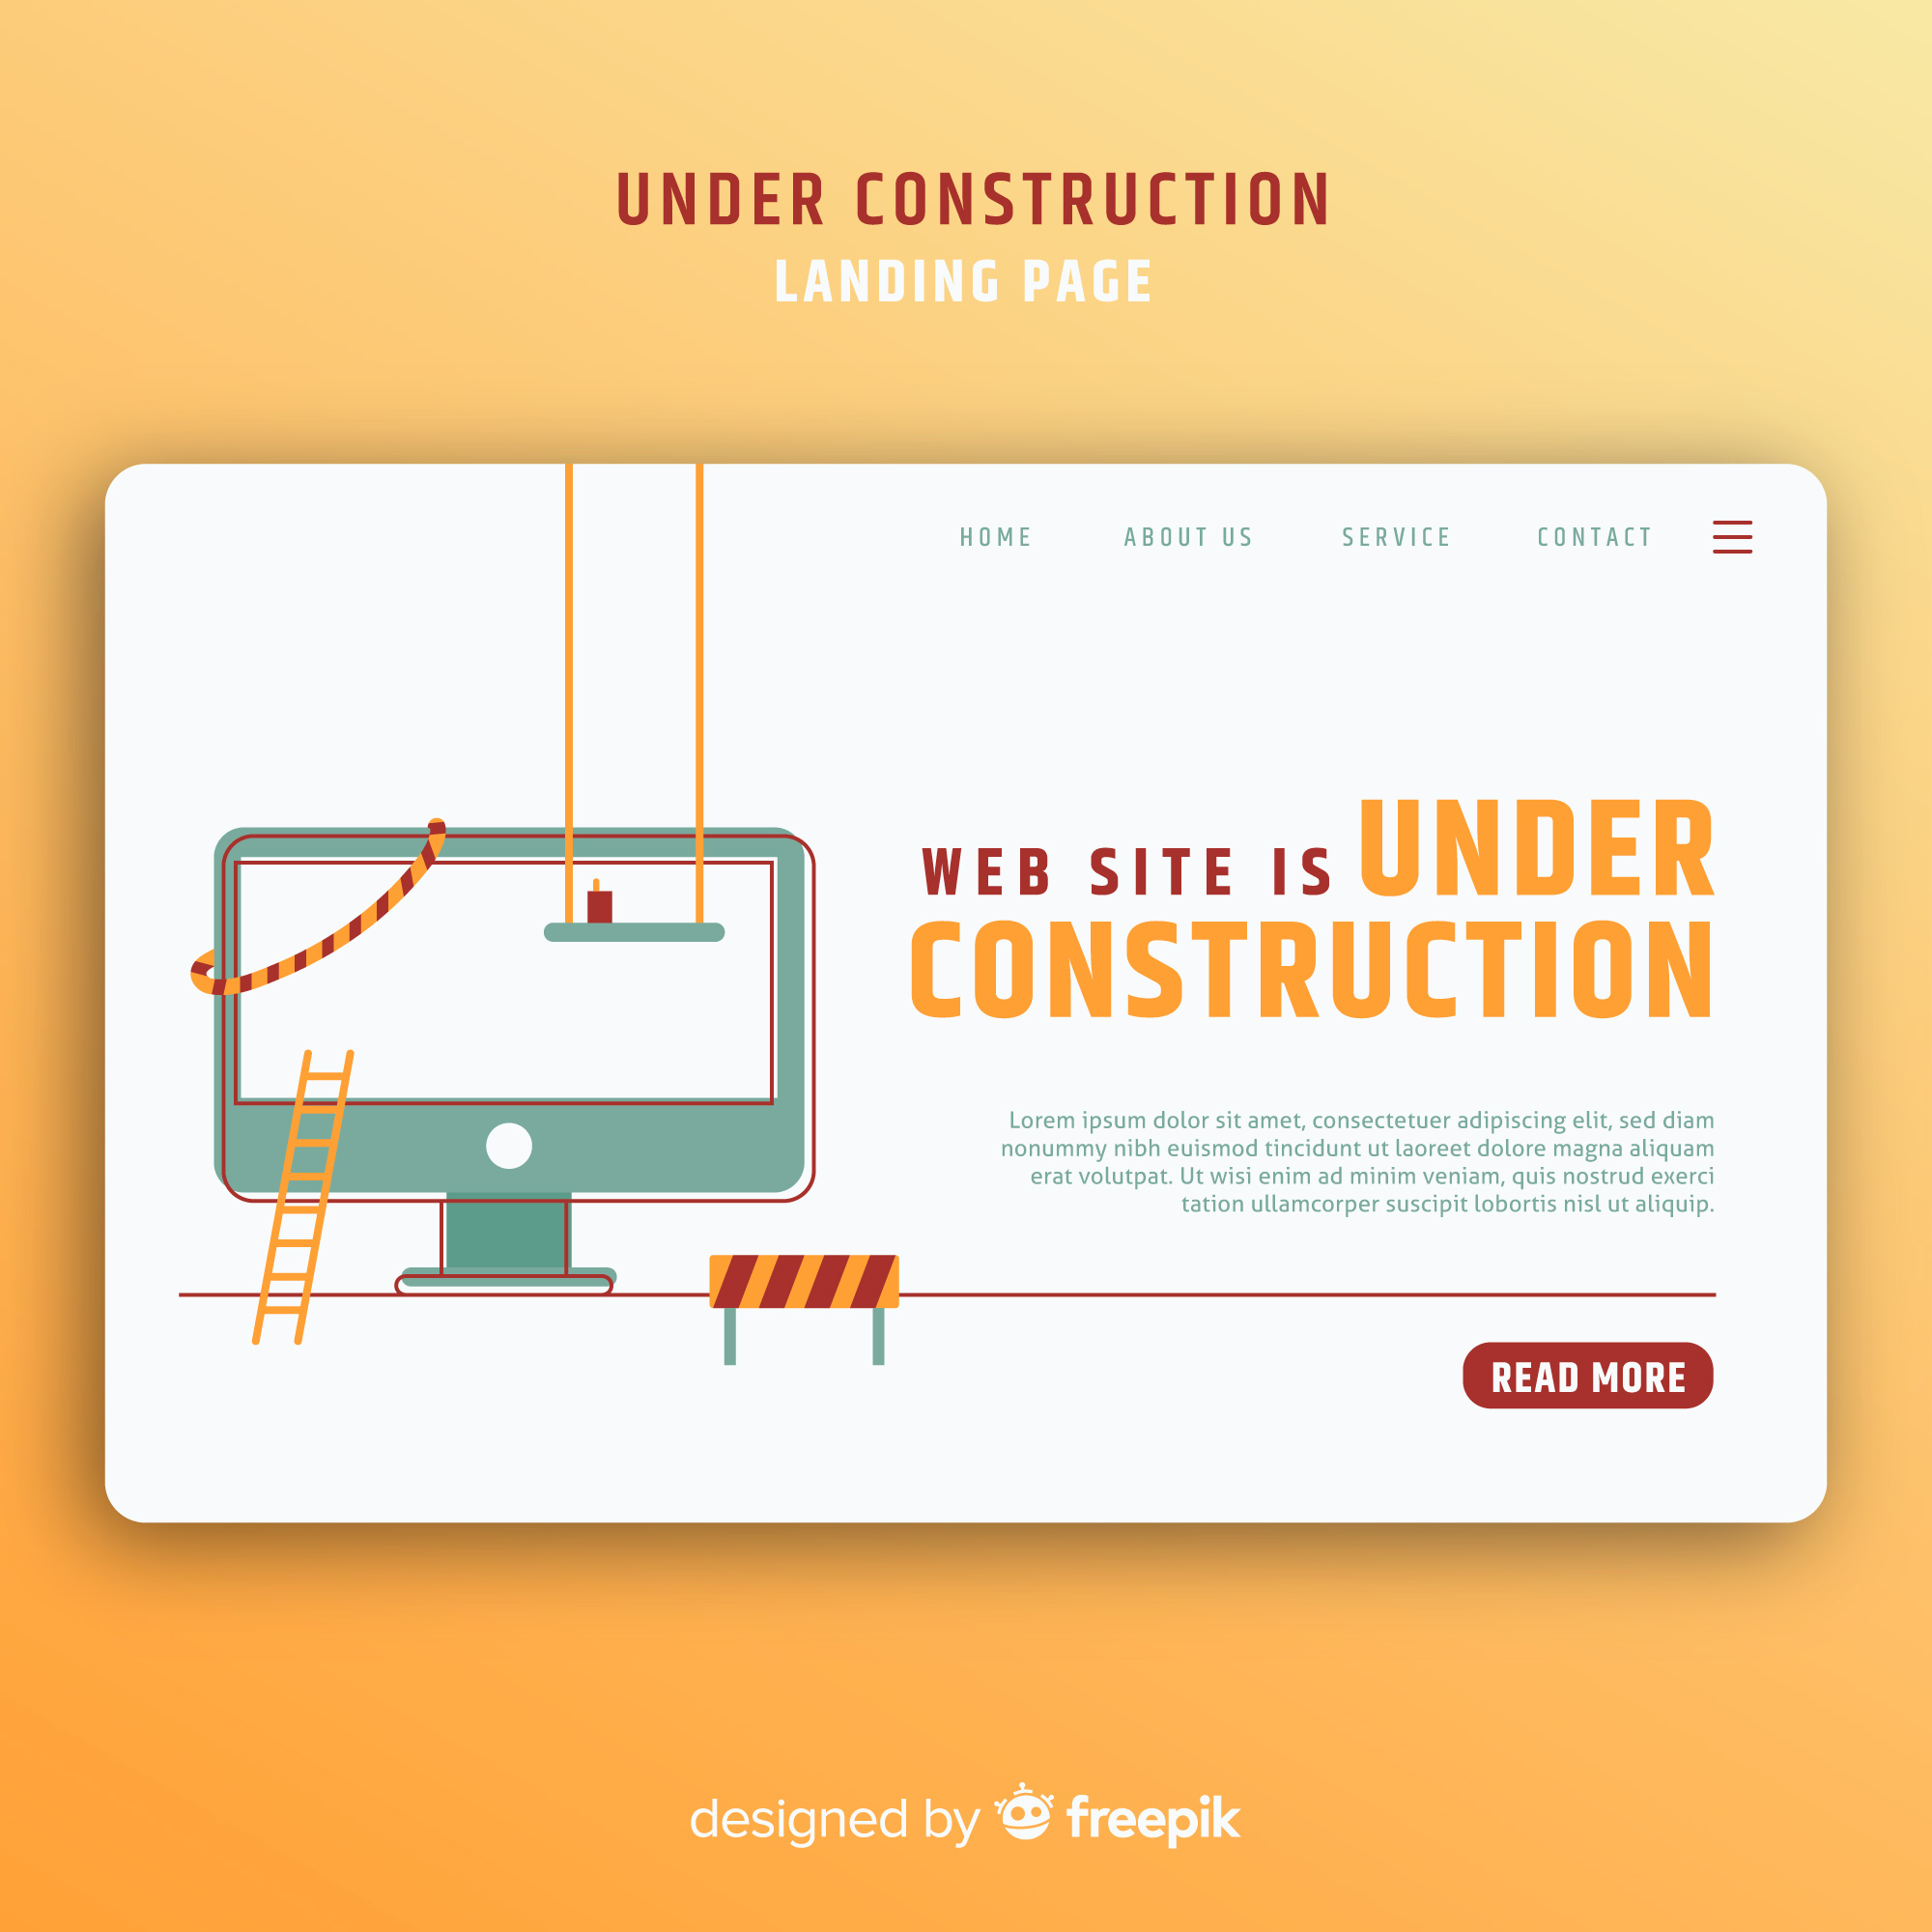 UNDER CONSTRUCTION
LANDING PAGE
HOME ABOUT US SERVICE CONTACT
WEB SITE IS UNDER
CONSTRUCTION
Lorem ipsum dolor sit amet, consectetuer adipiscing elit, sed diam
nonummy nibh euismod tincidunt ut laoreet dolore magna aliquam
erat volutpat. Ut wisi enim ad minim veniam, quis nostrud exerci
tation ullamcorper suscipit lobortis nisl ut aliquip.
READ MORE
designed by freepik